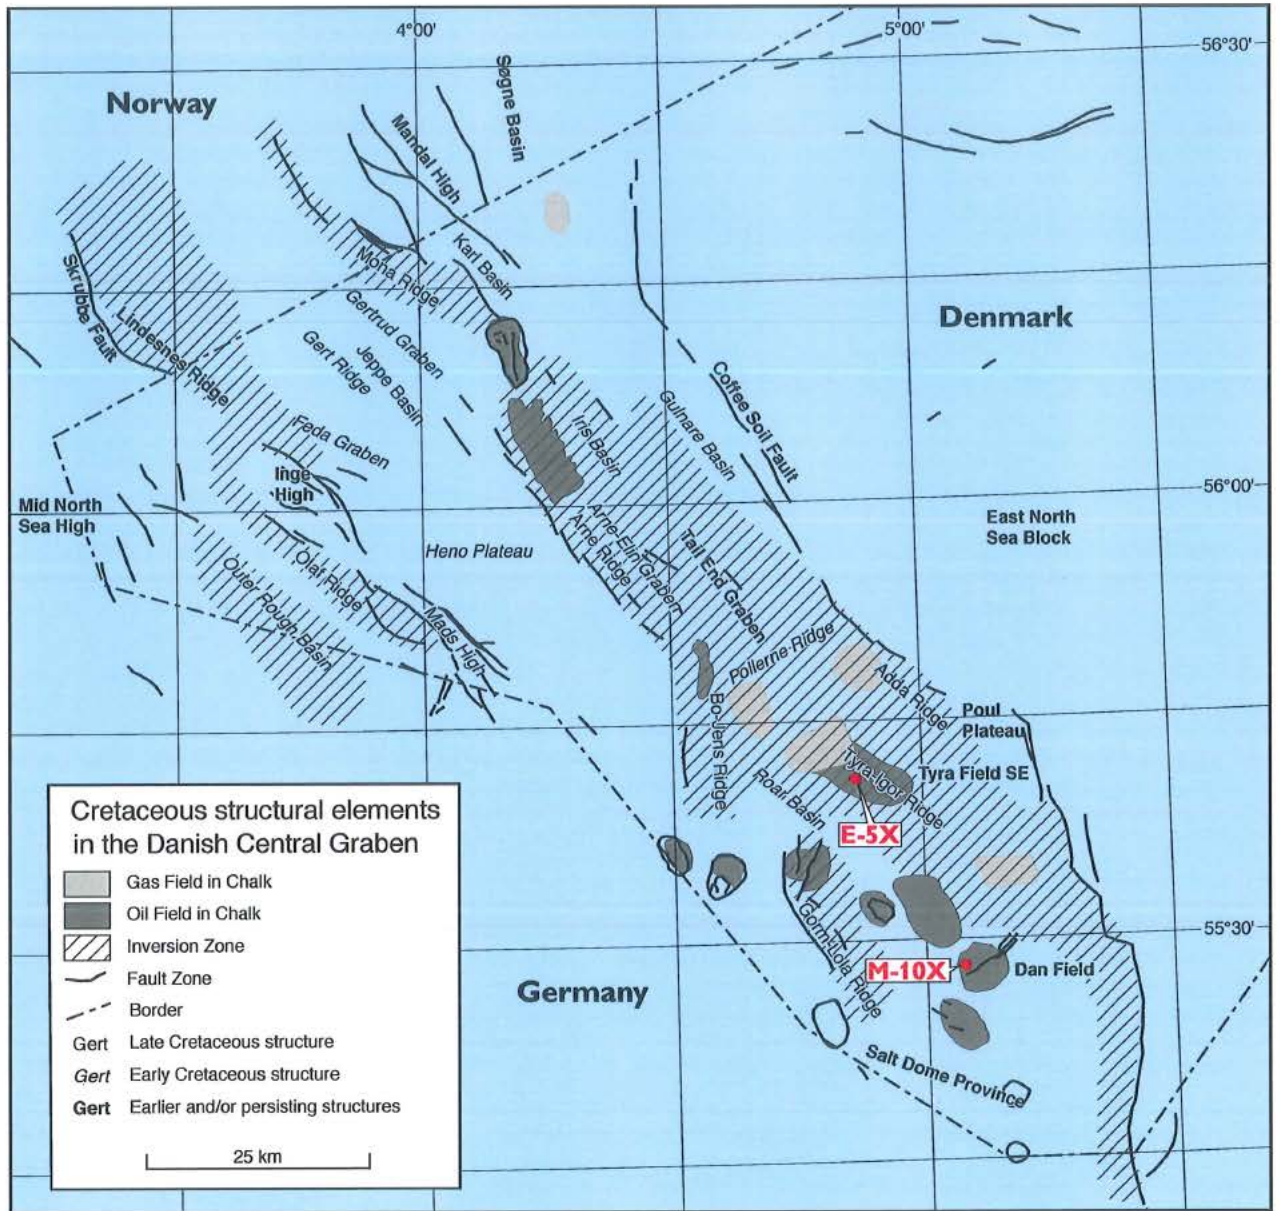 4°00'
5°00'
56°30'
Norway
Søgne Basin
Mandal High
Karl Basin
Mona Ridge
Skrubbe Fault
Lindesnes Ridge
Gertrud Graben
Gert Ridge
Jeppe Basin
Denmark
Coffee Soil Fault
Gulnare Basin
Iris Basin
Feda Graben
Inge
High
Mid North
Sea High
56°00'
East North
Sea Block
Heno Plateau
Arne-Elin Graben
Arne Ridge
Tail End Graben
Outer Rough Basin
Olaf Ridge
Mads High
Pollerne Ridge
Adda Ridge
Poul
Plateau
Bo-Jens Ridge
Tyra-Igor Ridge
Tyra Field SE
Roar Basin
E-5X
Gorm-Lola Ridge
55°30'
M-10X
Dan Field
Germany
Salt Dome Province
Cretaceous structural elements
in the Danish Central Graben
Gas Field in Chalk
Oil Field in Chalk
Inversion Zone
Fault Zone
Border
Gert Late Cretaceous structure
Gert Early Cretaceous structure
Gert Earlier and/or persisting structures
25 km